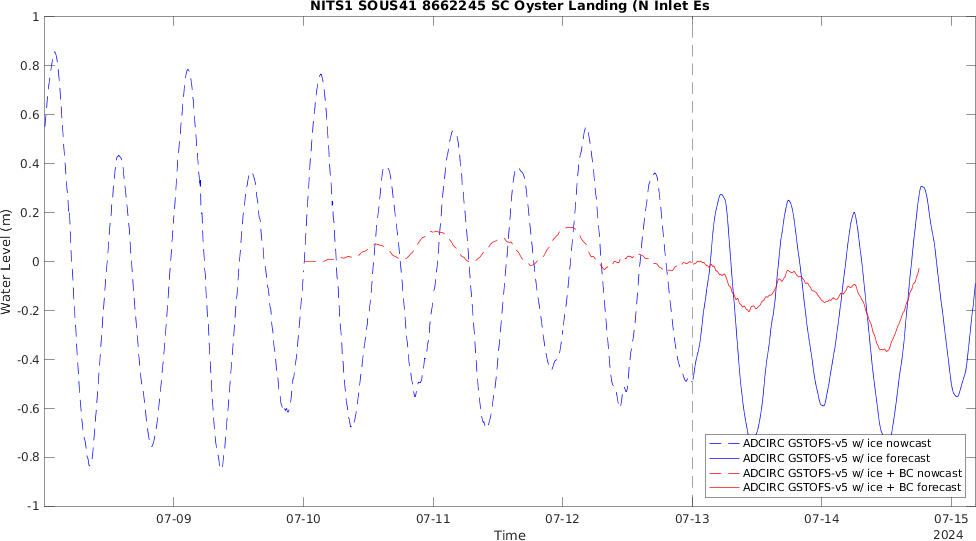 NITS1 SOUS41 8662245 SC Oyster Landing (N Inlet Es
Water Level (m)
1
0.8
0.6
0.4
0.2
0
-0.2
-0.4
-0.6
-0.8
-1
ADCIRC GSTOFS-v5 w/ ice nowcast
ADCIRC GSTOFS-v5 w/ ice forecast
ADCIRC GSTOFS-v5 w/ ice + BC nowcast
ADCIRC GSTOFS-v5 w/ ice + BC forecast
07-09 07-10 07-11 07-12 07-13 07-14 07-15
Time
2024